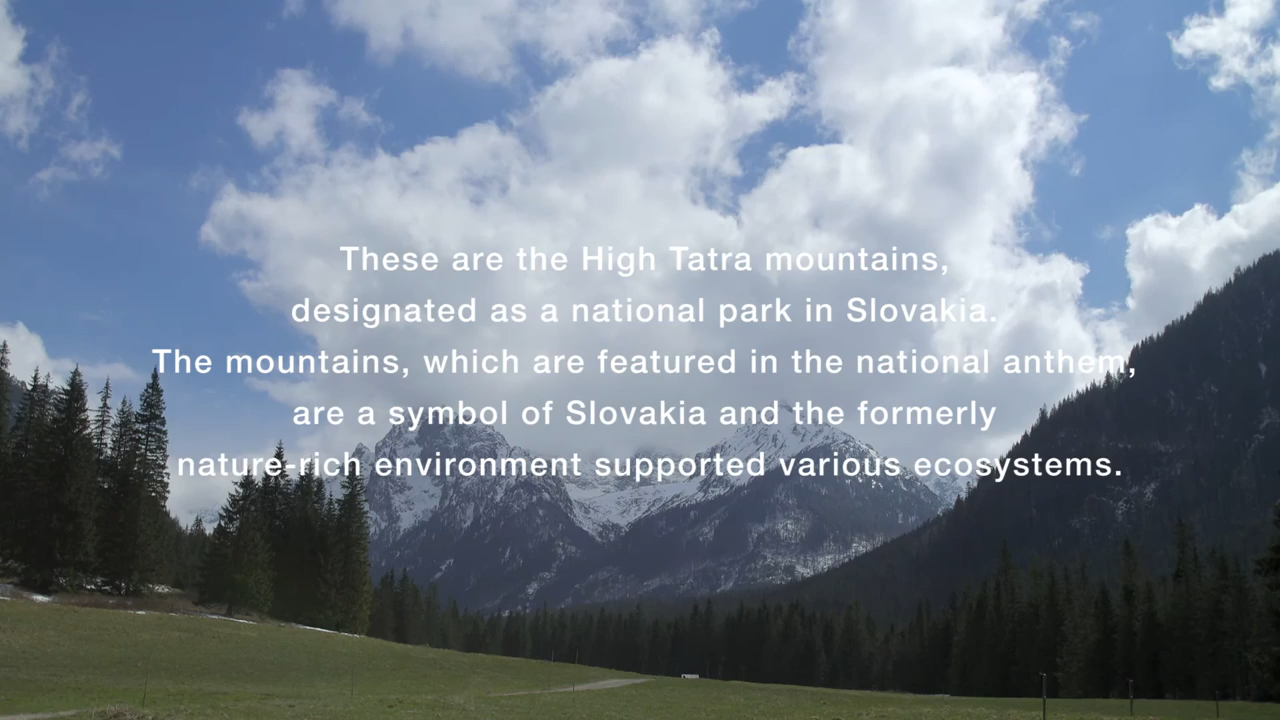 These are the High Tatra mountains,
designated as a national park in Slovakia.
The mountains, which are featured in the national anthem,
are a symbol of Slovakia and the formerly
nature-rich environment supported various ecosystems.